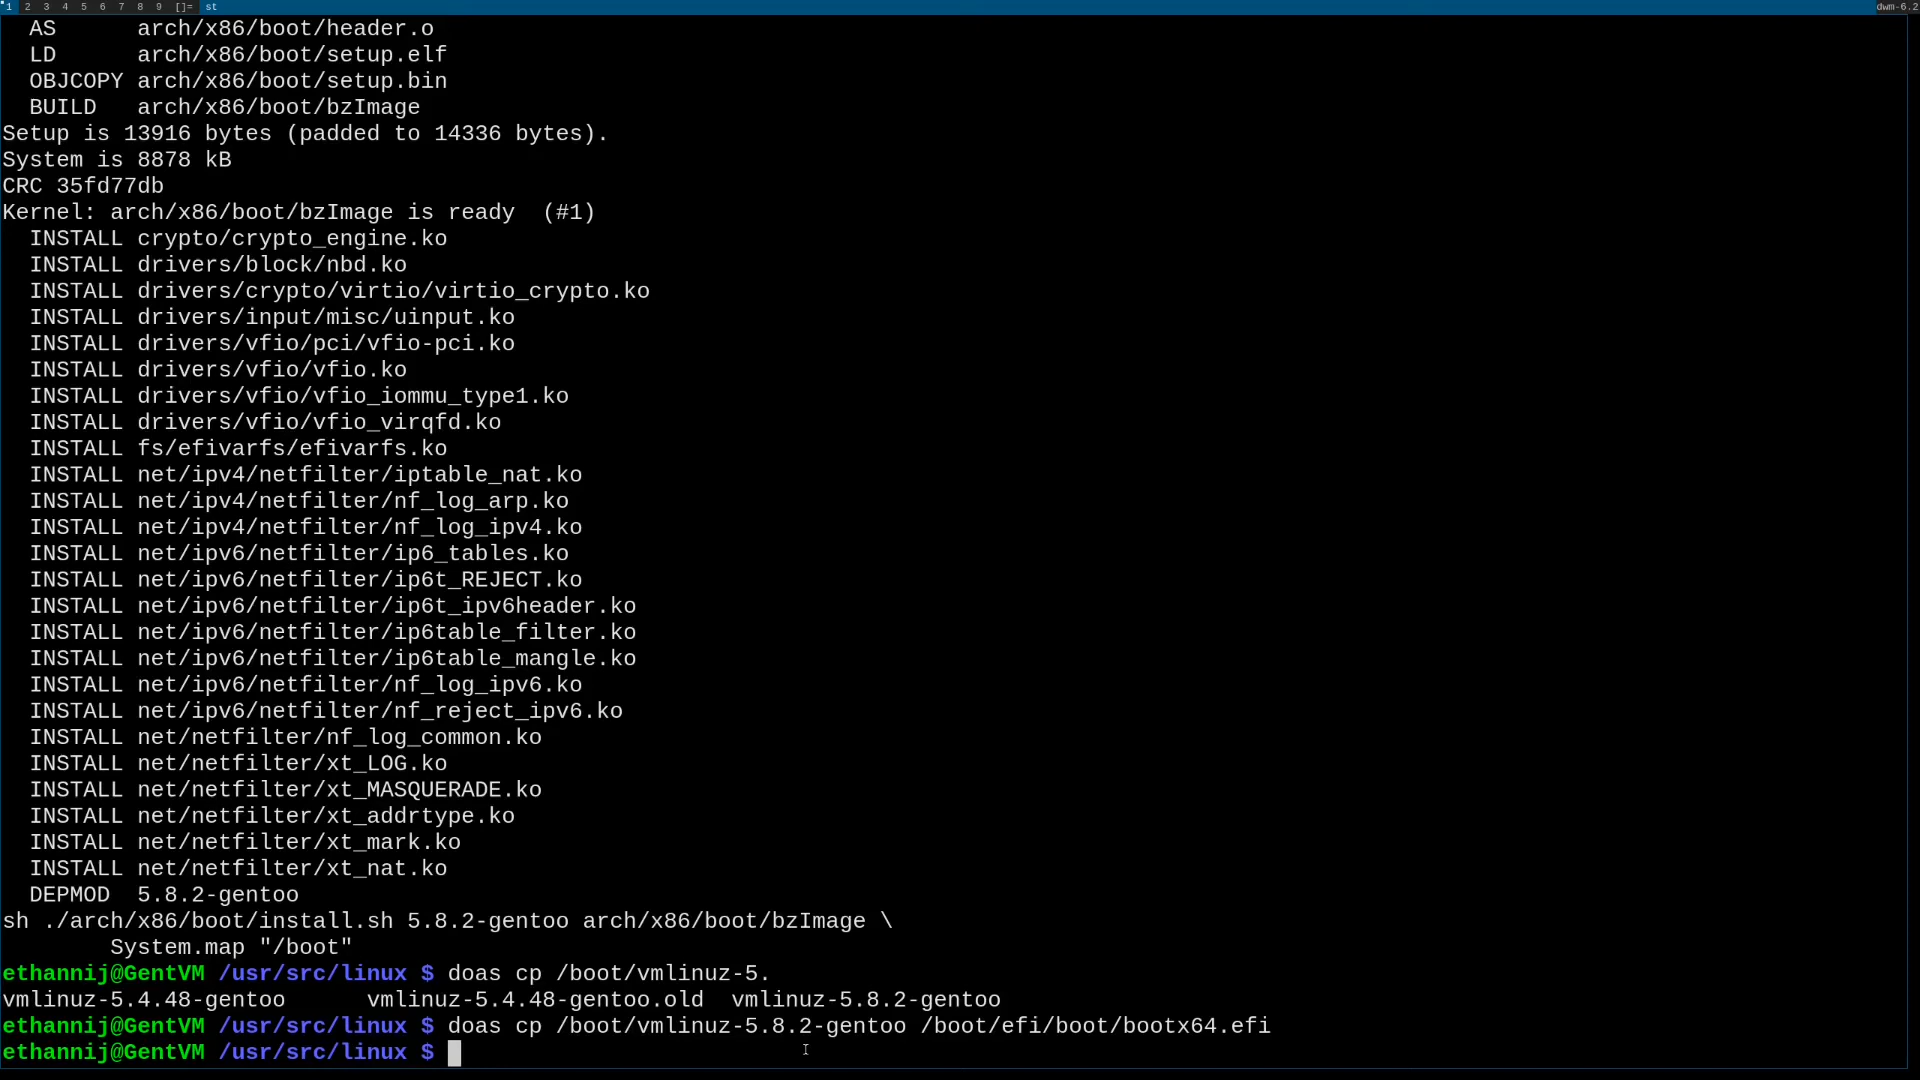 1 2 3 4 5 6 7 8 9 []= st dwm-6.2
AS arch/x86/boot/header.o
LD arch/x86/boot/setup.elf
OBJCOPY arch/x86/boot/setup.bin
BUILD arch/x86/boot/bzImage
Setup is 13916 bytes (padded to 14336 bytes).
System is 8878 kB
CRC 35fd77db
Kernel: arch/x86/boot/bzImage is ready (#1)
INSTALL crypto/crypto_engine.ko
INSTALL drivers/block/nbd.ko
INSTALL drivers/crypto/virtio/virtio_crypto.ko
INSTALL drivers/input/misc/uinput.ko
INSTALL drivers/vfio/pci/vfio-pci.ko
INSTALL drivers/vfio/vfio.ko
INSTALL drivers/vfio/vfio_iommu_type1.ko
INSTALL drivers/vfio/vfio_virqfd.ko
INSTALL fs/efivarfs/efivarfs.ko
INSTALL net/ipv4/netfilter/iptable_nat.ko
INSTALL net/ipv4/netfilter/nf_log_arp.ko
INSTALL net/ipv4/netfilter/nf_log_ipv4.ko
INSTALL net/ipv6/netfilter/ip6_tables.ko
INSTALL net/ipv6/netfilter/ip6t_REJECT.ko
INSTALL net/ipv6/netfilter/ip6t_ipv6header.ko
INSTALL net/ipv6/netfilter/ip6table_filter.ko
INSTALL net/ipv6/netfilter/ip6table_mangle.ko
INSTALL net/ipv6/netfilter/nf_log_ipv6.ko
INSTALL net/ipv6/netfilter/nf_reject_ipv6.ko
INSTALL net/netfilter/nf_log_common.ko
INSTALL net/netfilter/xt_LOG.ko
INSTALL net/netfilter/xt_MASQUERADE.ko
INSTALL net/netfilter/xt_addrtype.ko
INSTALL net/netfilter/xt_mark.ko
INSTALL net/netfilter/xt_nat.ko
DEPMOD 5.8.2-gentoo
sh ./arch/x86/boot/install.sh 5.8.2-gentoo arch/x86/boot/bzImage \
System.map "/boot"
ethannij@GentVM /usr/src/linux $ doas cp /boot/vmlinuz-5.
vmlinuz-5.4.48-gentoo vmlinuz-5.4.48-gentoo.old vmlinuz-5.8.2-gentoo
ethannij@GentVM /usr/src/linux $ doas cp /boot/vmlinuz-5.8.2-gentoo /boot/efi/boot/bootx64.efi
ethannij@GentVM /usr/src/linux $